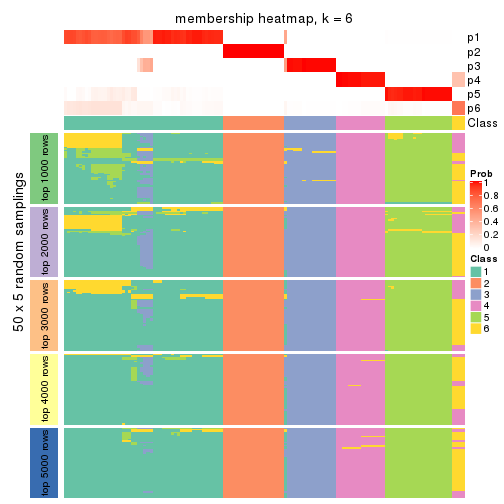 membership heatmap, k = 6
p1
p2
p3
p4
p5
p6
Class
50 x 5 random samplings
top 1000 rows
top 2000 rows
top 3000 rows
top 4000 rows
top 5000 rows
Prob
1
0.8
0.6
0.4
0.2
0
Class
1
2
3
4
5
6